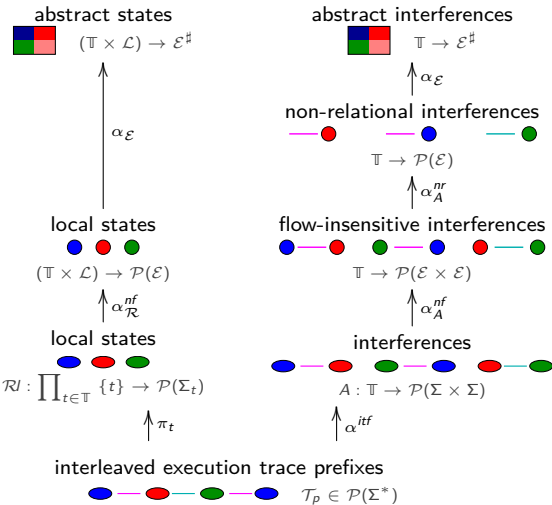 abstract states
(𝕋 × ℒ) → ℰ♯
abstract interferences
𝕋 → ℰ♯
α_ℰ
α_ℰ
non-relational interferences
𝕋 → 𝒫(ℰ)
α_A^nr
local states
(𝕋 × ℒ) → 𝒫(ℰ)
flow-insensitive interferences
𝕋 → 𝒫(ℰ × ℰ)
α_ℛ^nf
α_A^nf
local states
ℛI : ∏_{t∈𝕋} {t} → 𝒫(Σ_t)
interferences
A : 𝕋 → 𝒫(Σ × Σ)
π_t
α^itf
interleaved execution trace prefixes
𝒯_p ∈ 𝒫(Σ*)